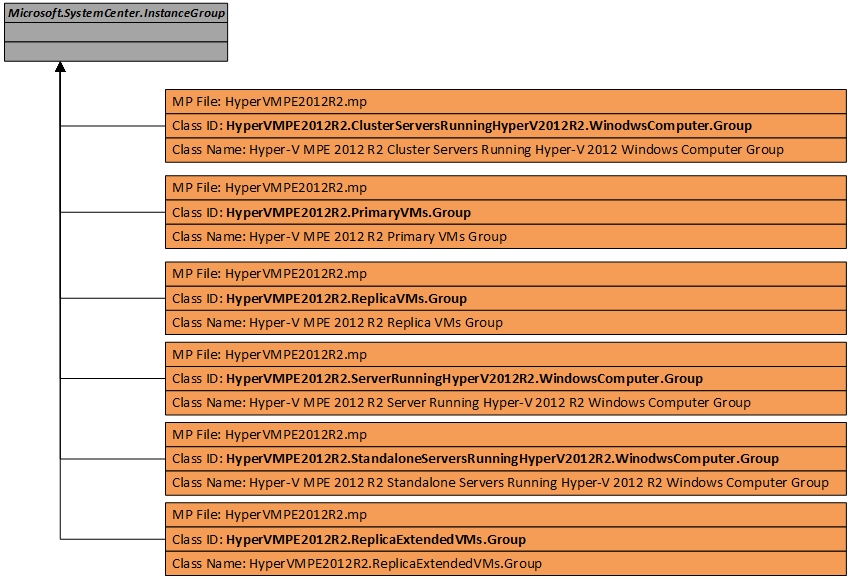 Microsoft.SystemCenter.InstanceGroup
MP File: HyperVMPE2012R2.mp
Class ID: HyperVMPE2012R2.ClusterServersRunningHyperV2012R2.WinodwsComputer.Group
Class Name: Hyper-V MPE 2012 R2 Cluster Servers Running Hyper-V 2012 Windows Computer Group
MP File: HyperVMPE2012R2.mp
Class ID: HyperVMPE2012R2.PrimaryVMs.Group
Class Name: Hyper-V MPE 2012 R2 Primary VMs Group
MP File: HyperVMPE2012R2.mp
Class ID: HyperVMPE2012R2.ReplicaVMs.Group
Class Name: Hyper-V MPE 2012 R2 Replica VMs Group
MP File: HyperVMPE2012R2.mp
Class ID: HyperVMPE2012R2.ServerRunningHyperV2012R2.WindowsComputer.Group
Class Name: Hyper-V MPE 2012 R2 Server Running Hyper-V 2012 R2 Windows Computer Group
MP File: HyperVMPE2012R2.mp
Class ID: HyperVMPE2012R2.StandaloneServersRunningHyperV2012R2.WinodwsComputer.Group
Class Name: Hyper-V MPE 2012 R2 Standalone Servers Running Hyper-V 2012 R2 Windows Computer Group
MP File: HyperVMPE2012R2.mp
Class ID: HyperVMPE2012R2.ReplicaExtendedVMs.Group
Class Name: HyperVMPE2012R2.ReplicaExtendedVMs.Group